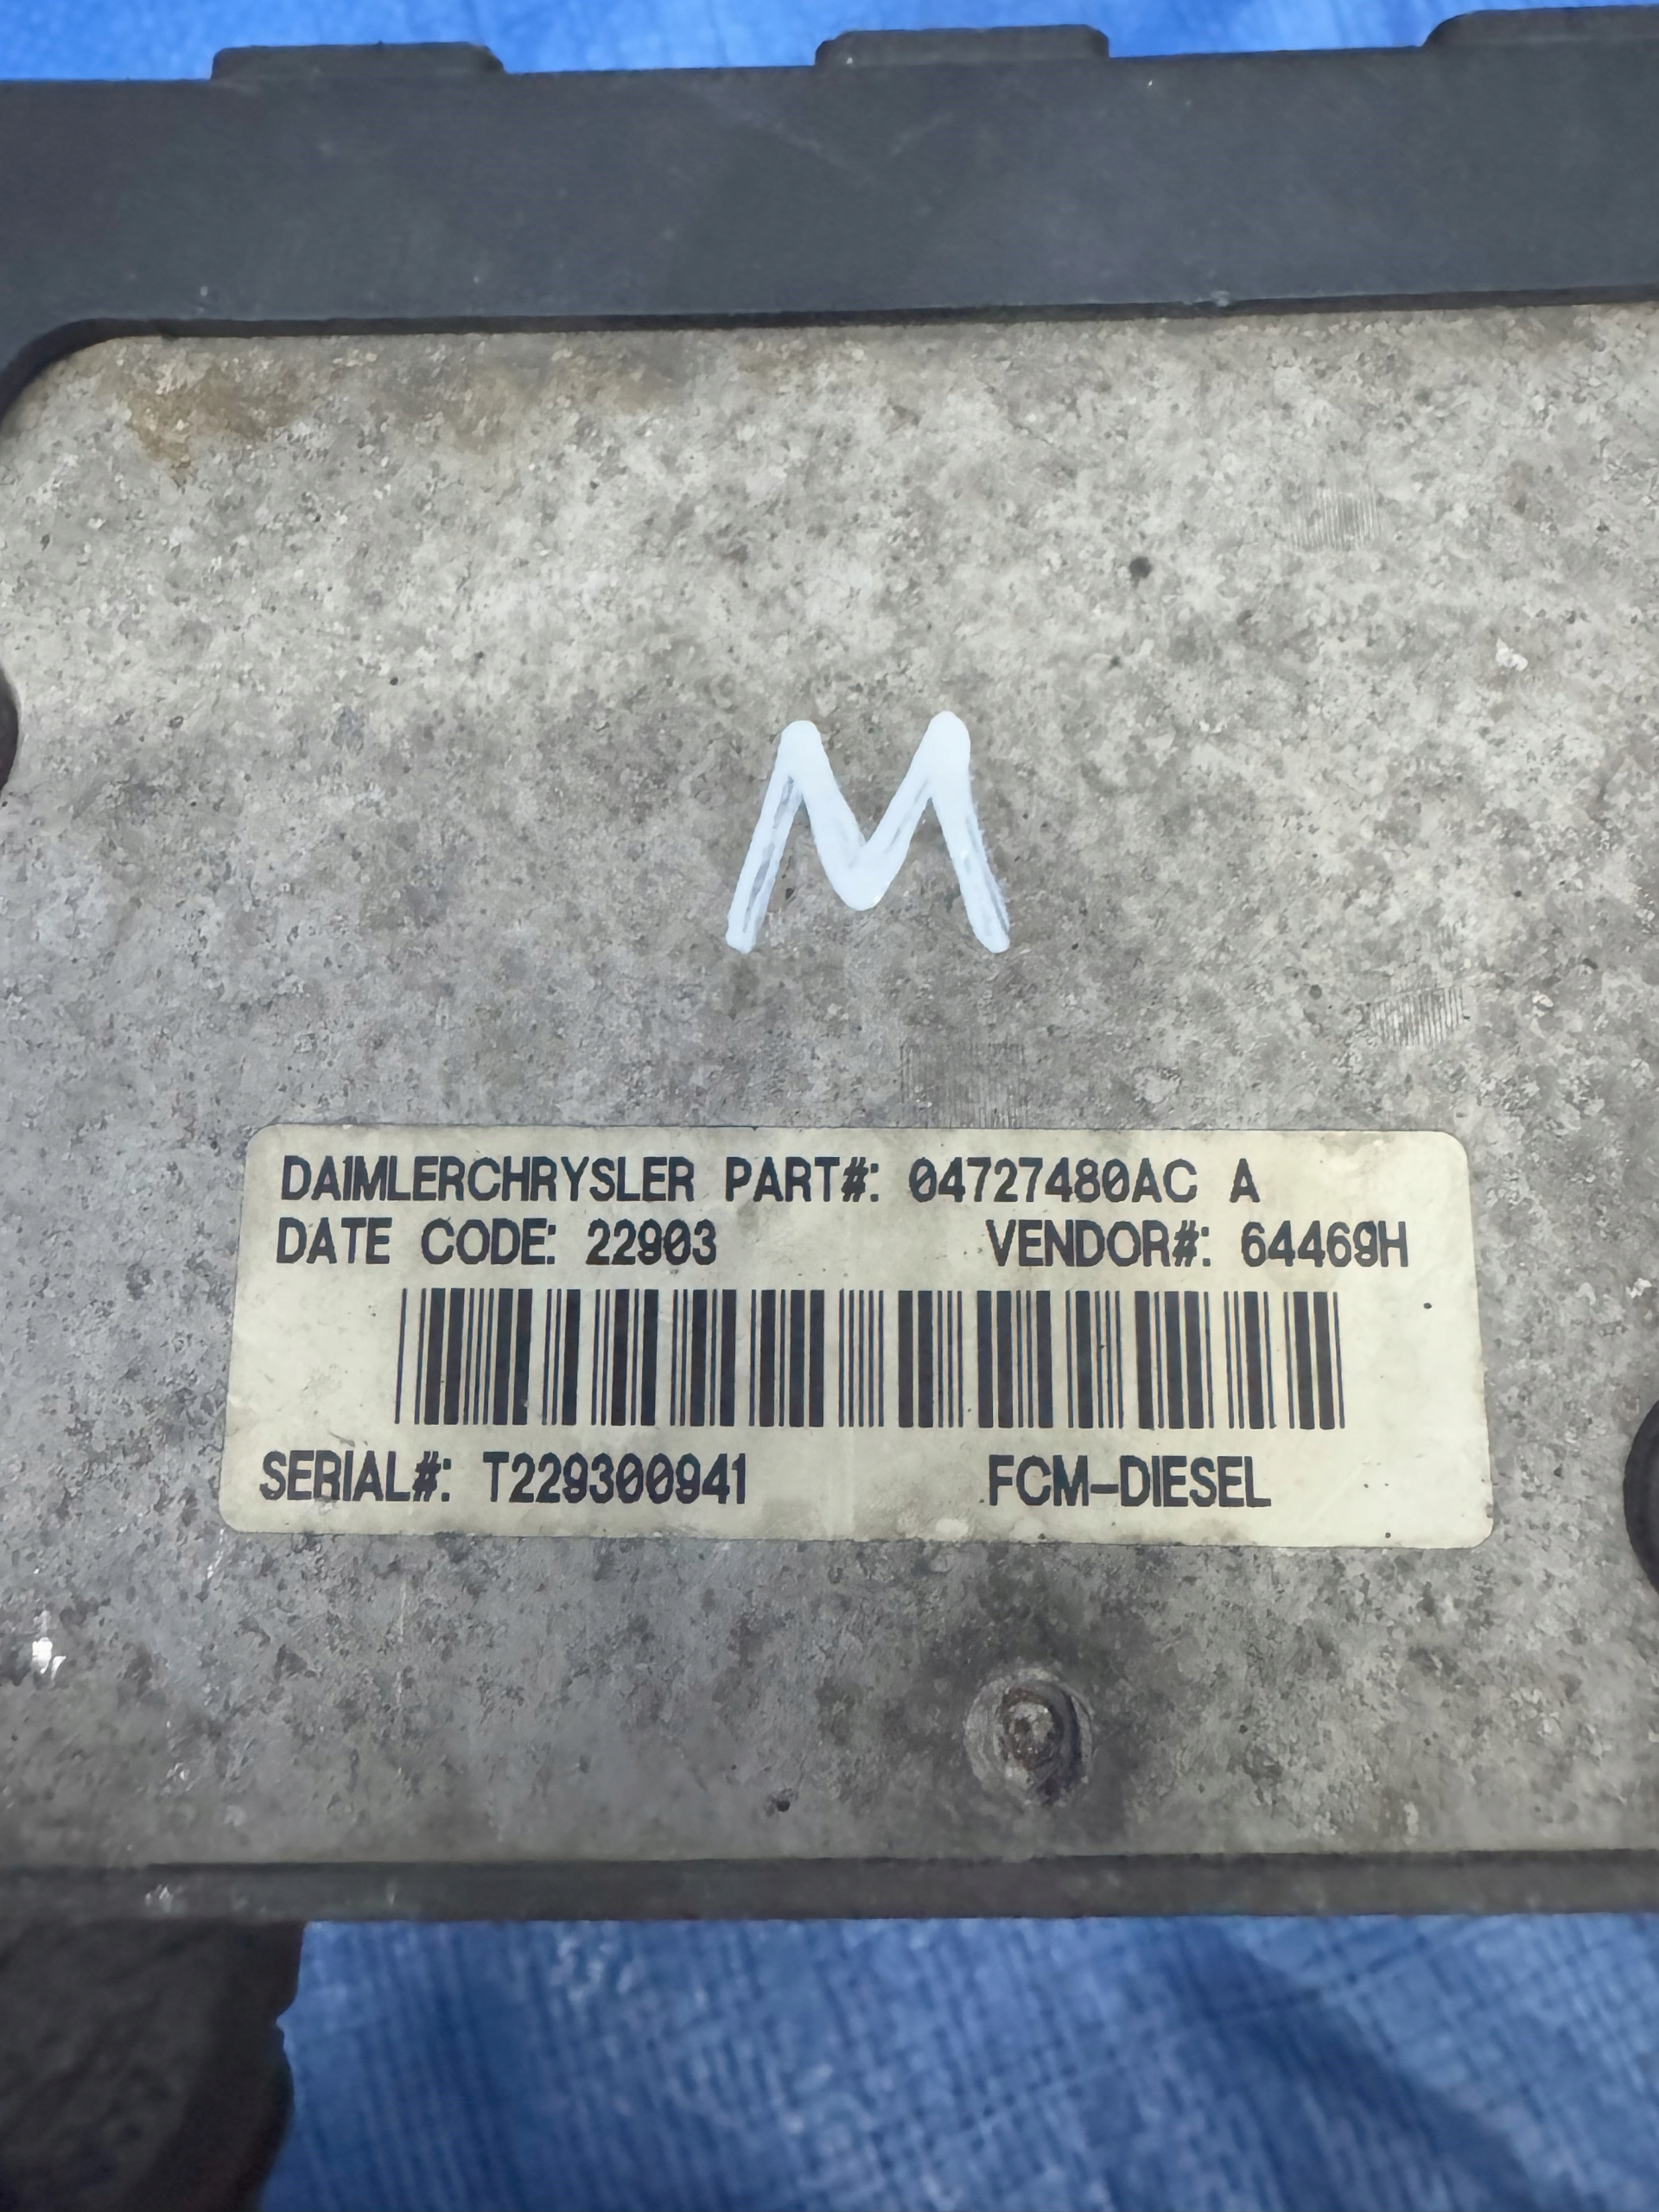 M
DAIMLERCHRYSLER PART#: 04727480AC A
DATE CODE: 22903 VENDOR#: 64469H
SERIAL#: T229300941 FCM-DIESEL